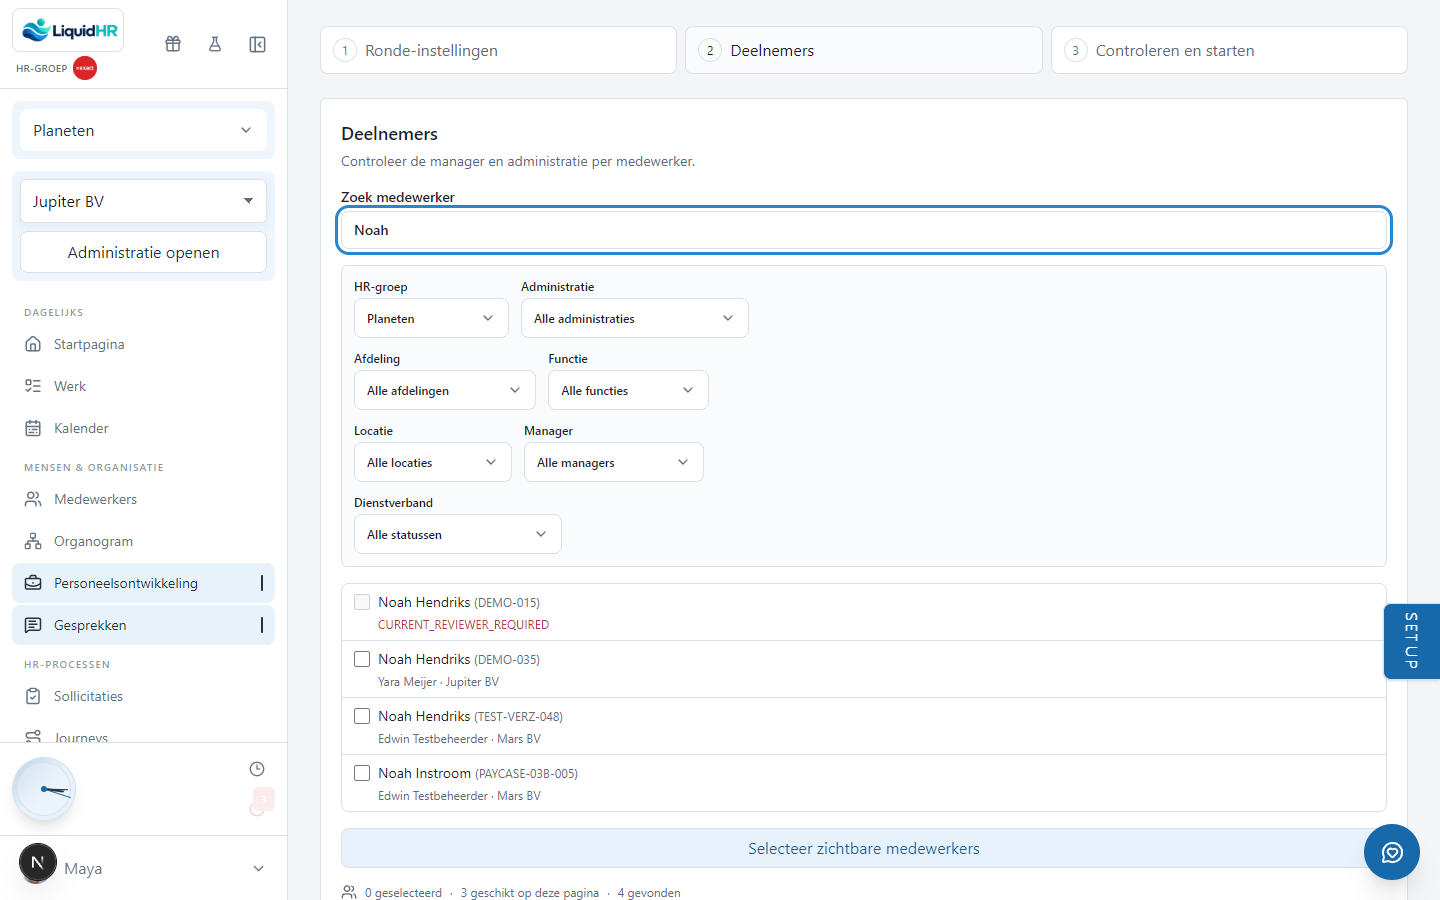 LiquidHR
HR-GROEP
Planeten
Jupiter BV
Administratie openen
DAGELIJKS
Startpagina
Werk
Kalender
MENSEN & ORGANISATIE
Medewerkers
Organogram
Personeelsontwikkeling
Gesprekken
HR-PROCESSEN
Sollicitaties
Journeys
3
N
Maya
1 Ronde-instellingen
2 Deelnemers
3 Controleren en starten
Deelnemers
Controleer de manager en administratie per medewerker.
Zoek medewerker
Noah
HR-groep Administratie
Planeten Alle administraties
Afdeling Functie
Alle afdelingen Alle functies
Locatie Manager
Alle locaties Alle managers
Dienstverband
Alle statussen
Noah Hendriks (DEMO-015)
CURRENT_REVIEWER_REQUIRED
Noah Hendriks (DEMO-035)
Yara Meijer · Jupiter BV
Noah Hendriks (TEST-VERZ-048)
Edwin Testbeheerder · Mars BV
Noah Instroom (PAYCASE-03B-005)
Edwin Testbeheerder · Mars BV
Selecteer zichtbare medewerkers
0 geselecteerd · 3 geschikt op deze pagina · 4 gevonden
SETUP